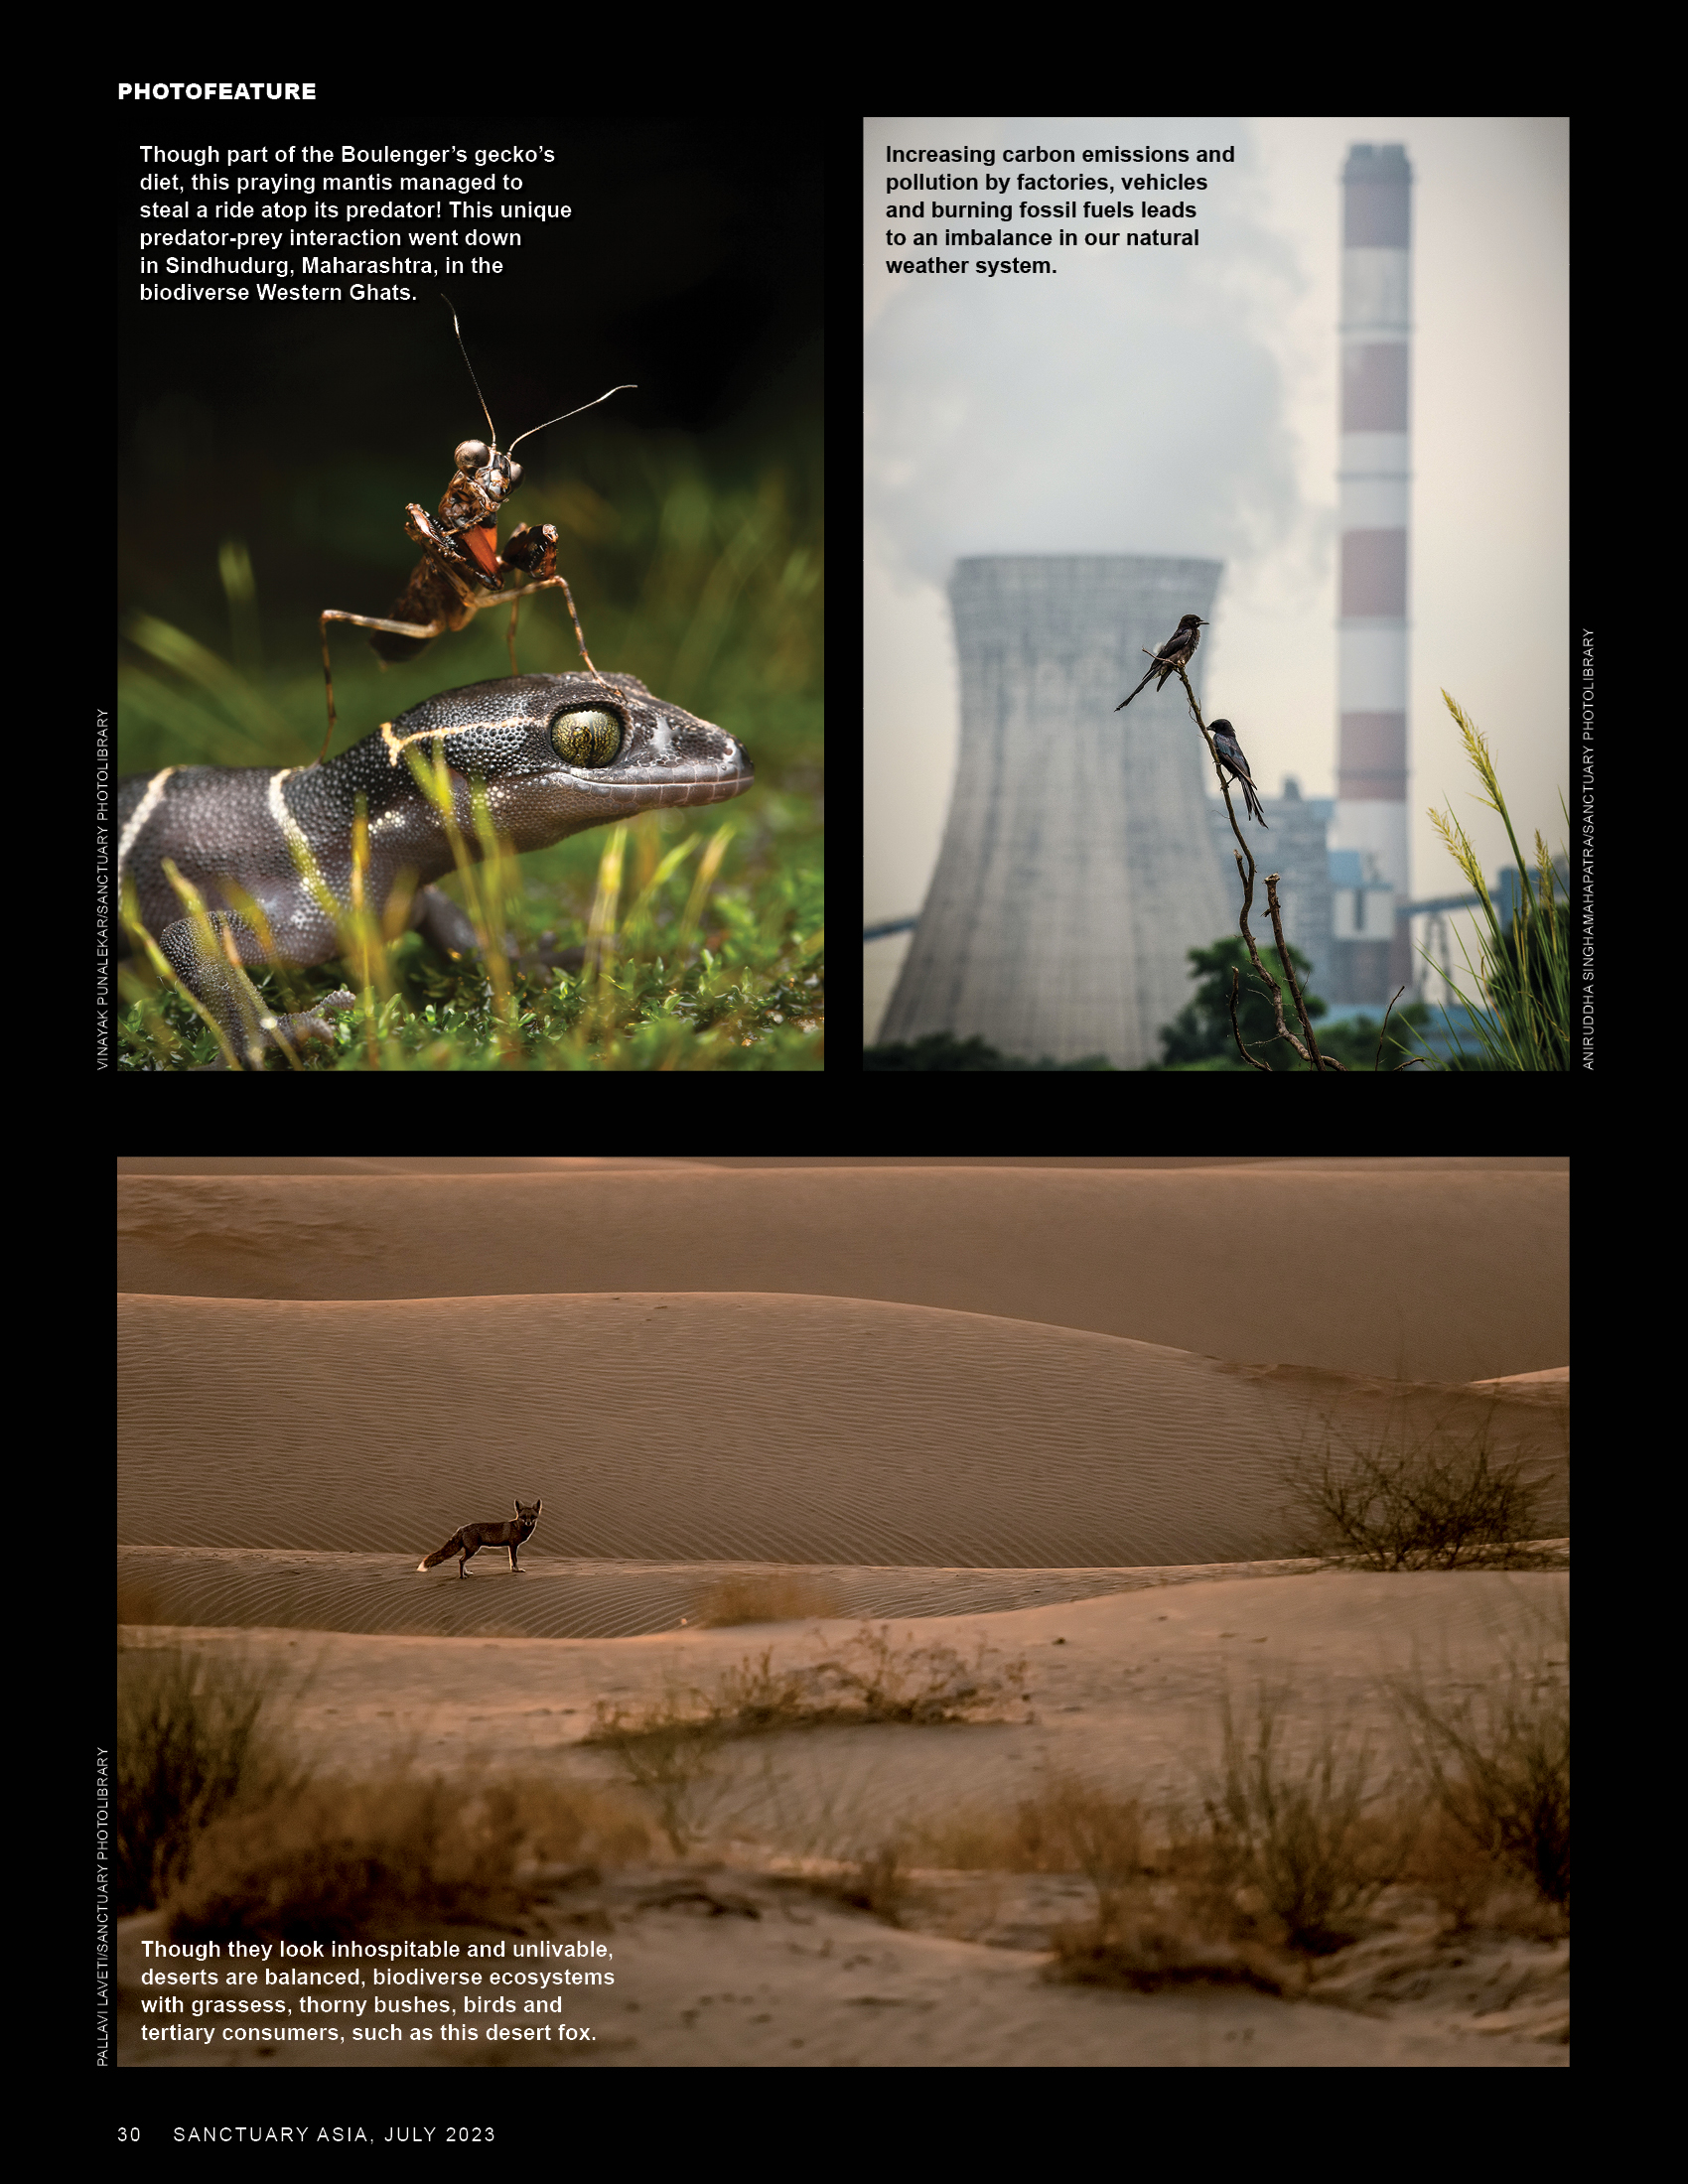 PHOTOFEATURE
Though part of the Boulenger’s gecko’s
diet, this praying mantis managed to
steal a ride atop its predator! This unique
predator-prey interaction went down
in Sindhudurg, Maharashtra, in the
biodiverse Western Ghats.
VINAYAK PUNALEKAR/SANCTUARY PHOTOLIBRARY
Increasing carbon emissions and
pollution by factories, vehicles
and burning fossil fuels leads
to an imbalance in our natural
weather system.
ANIRUDDHA SINGHAMAHAPATRA/SANCTUARY PHOTOLIBRARY
Though they look inhospitable and unlivable,
deserts are balanced, biodiverse ecosystems
with grassess, thorny bushes, birds and
tertiary consumers, such as this desert fox.
PALLAVI LAVETI/SANCTUARY PHOTOLIBRARY
30 SANCTUARY ASIA, JULY 2023